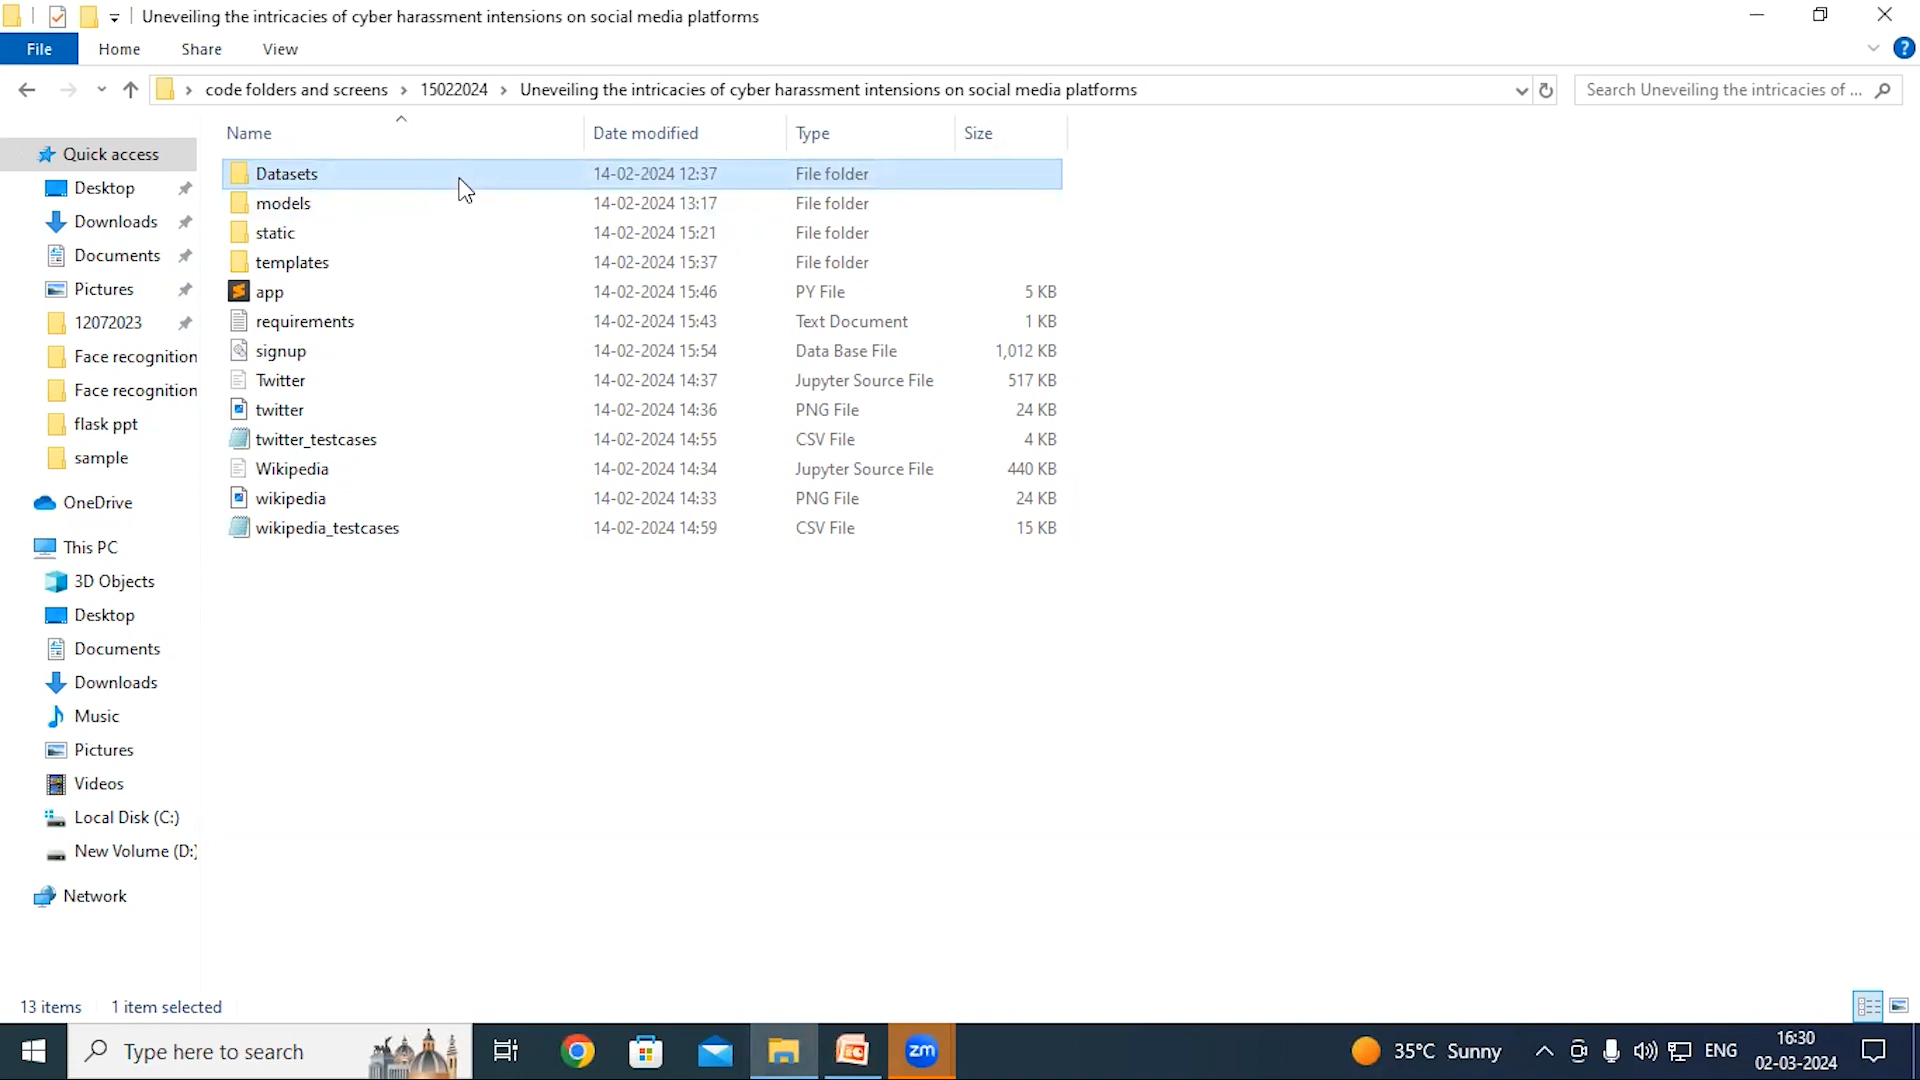 Uneveiling the intricacies of cyber harassment intensions on social media platforms
File Home Share View
code folders and screens 15022024 Uneveiling the intricacies of cyber harassment intensions on social media platforms Search Uneveiling the intricacies of ...
Name Date modified Type Size
Quick access
Desktop
Downloads
Documents
Pictures
12072023
Face recognition
Face recognition
flask ppt
sample
OneDrive
This PC
3D Objects
Desktop
Documents
Downloads
Music
Pictures
Videos
Local Disk (C:)
New Volume (D:)
Network
Datasets 14-02-2024 12:37 File folder
models 14-02-2024 13:17 File folder
static 14-02-2024 15:21 File folder
templates 14-02-2024 15:37 File folder
app 14-02-2024 15:46 PY File 5 KB
requirements 14-02-2024 15:43 Text Document 1 KB
signup 14-02-2024 15:54 Data Base File 1,012 KB
Twitter 14-02-2024 14:37 Jupyter Source File 517 KB
twitter 14-02-2024 14:36 PNG File 24 KB
twitter_testcases 14-02-2024 14:55 CSV File 4 KB
Wikipedia 14-02-2024 14:34 Jupyter Source File 440 KB
wikipedia 14-02-2024 14:33 PNG File 24 KB
wikipedia_testcases 14-02-2024 14:59 CSV File 15 KB
13 items 1 item selected
Type here to search zm 35°C Sunny ENG 16:30
02-03-2024